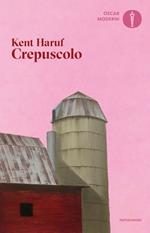 OSCAR
MODERNI
Kent Haruf
Crepuscolo
MONDADORI